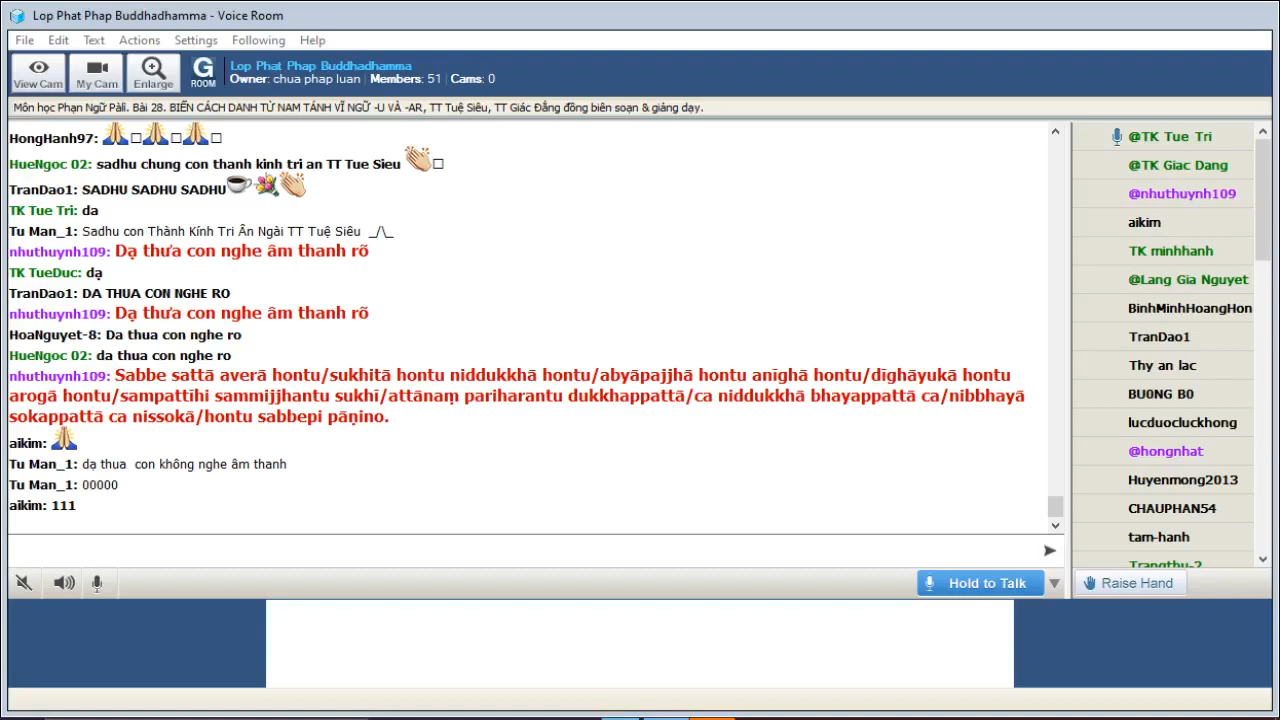 Lop Phat Phap Buddhadhamma - Voice Room
File Edit Text Actions Settings Following Help
View Cam My Cam Enlarge G ROOM
Lop Phat Phap Buddhadhamma
Owner: chua phap luan | Members: 51 | Cams: 0
Môn học Phạn Ngữ Pàli. Bài 28. BIẾN CÁCH DANH TỪ NAM TÁNH VĨ NGỮ -U VÀ -AR, TT Tuệ Siêu, TT Giác Đẳng đồng biên soạn & giảng dạy.
HongHanh97:
HueNgoc 02: sadhu chung con thanh kinh tri an TT Tue Sieu
TranDao1: SADHU SADHU SADHU
TK Tue Tri: da
Tu Man_1: Sadhu con Thành Kính Tri Ân Ngài TT Tuệ Siêu _/\_
nhuthuynh109: Dạ thưa con nghe âm thanh rõ
TK TueDuc: dạ
TranDao1: DA THUA CON NGHE RO
nhuthuynh109: Dạ thưa con nghe âm thanh rõ
HoaNguyet-8: Da thua con nghe ro
HueNgoc 02: da thua con nghe ro
nhuthuynh109: Sabbe sattā averā hontu/sukhitā hontu niddukkhā hontu/abyāpajjhā hontu anīghā hontu/dīghāyukā hontu
arogā hontu/sampattīhi sammijjhantu sukhī/attānaṃ pariharantu dukkhappattā/ca niddukkhā bhayappattā ca/nibbhayā
sokappattā ca nissokā/hontu sabbepi pāṇino.
aikim:
Tu Man_1: dạ thua con không nghe âm thanh
Tu Man_1: 00000
aikim: 111
Hold to Talk
@TK Tue Tri
@TK Giac Dang
@nhuthuynh109
aikim
TK minhhanh
@Lang Gia Nguyet
BinhMinhHoangHon
TranDao1
Thy an lac
BU0NG B0
lucduocluckhong
@hongnhat
Huyenmong2013
CHAUPHAN54
tam-hanh
Trangthu-2
Raise Hand